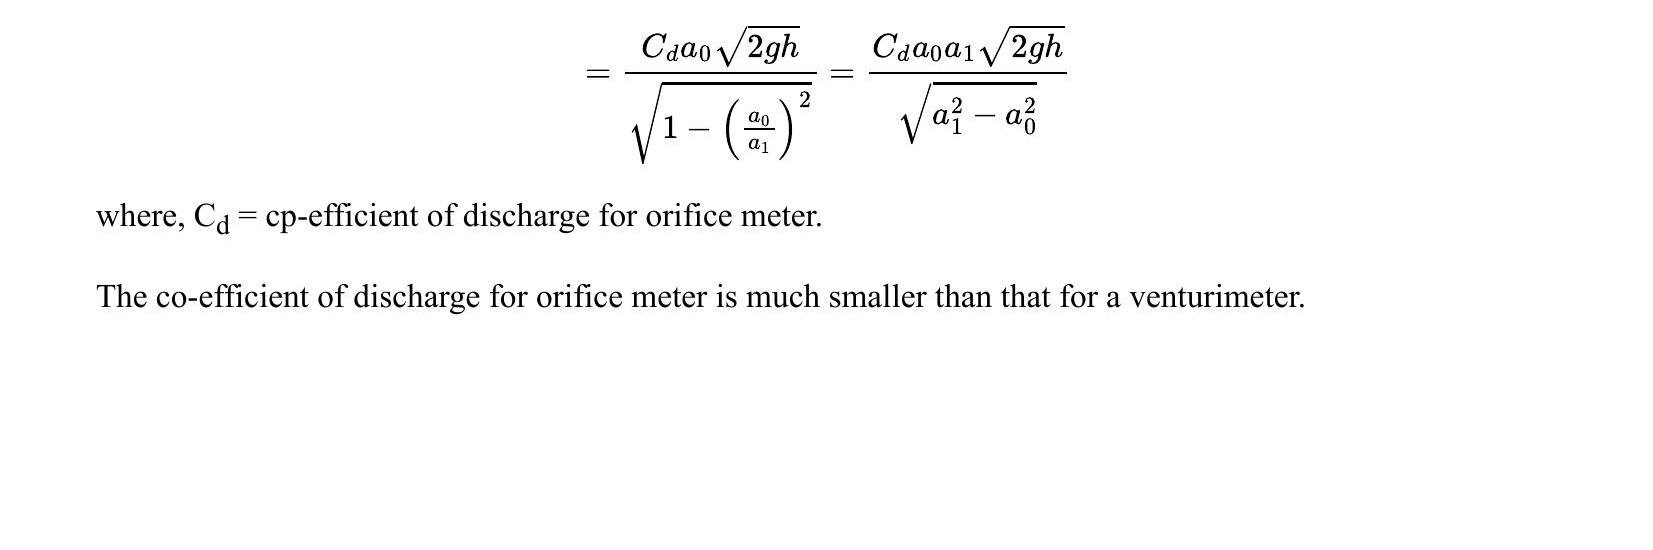 = \frac{C_d a_0 \sqrt{2gh}}{\sqrt{1 - \left(\frac{a_0}{a_1}\right)^2}} = \frac{C_d a_0 a_1 \sqrt{2gh}}{\sqrt{a_1^2 - a_0^2}}
where, C_d = cp-efficient of discharge for orifice meter.
The co-efficient of discharge for orifice meter is much smaller than that for a venturimeter.